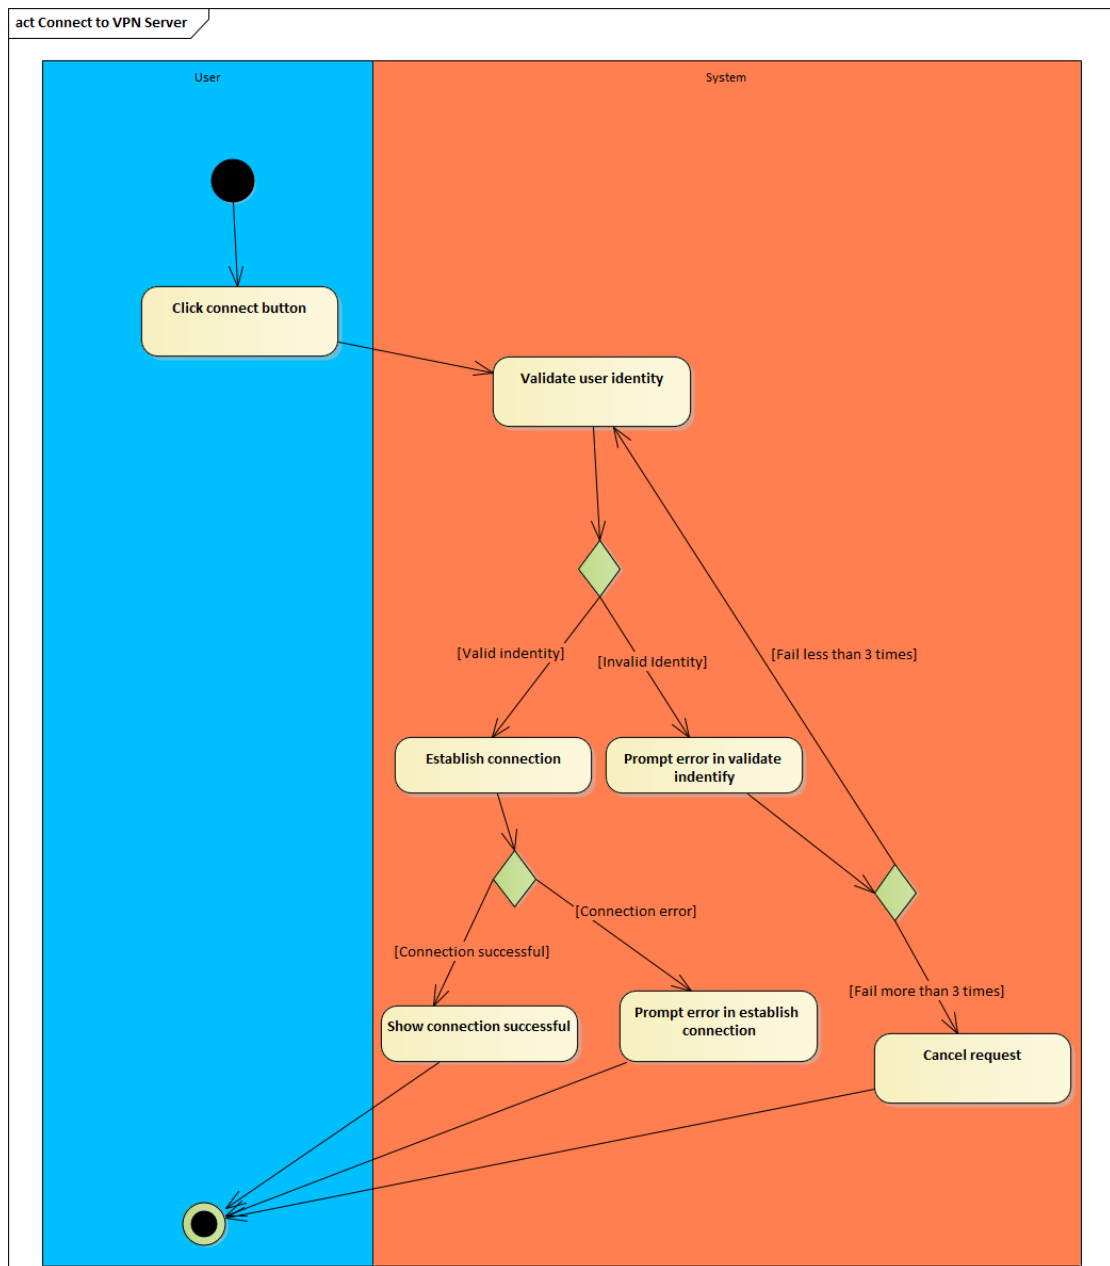 act Connect to VPN Server
User
System
Click connect button
Validate user identity
[Valid indentity]
[Invalid Identity]
[Fail less than 3 times]
Establish connection
Prompt error in validate
indentify
[Connection error]
[Connection successful]
[Fail more than 3 times]
Show connection successful
Prompt error in establish
connection
Cancel request